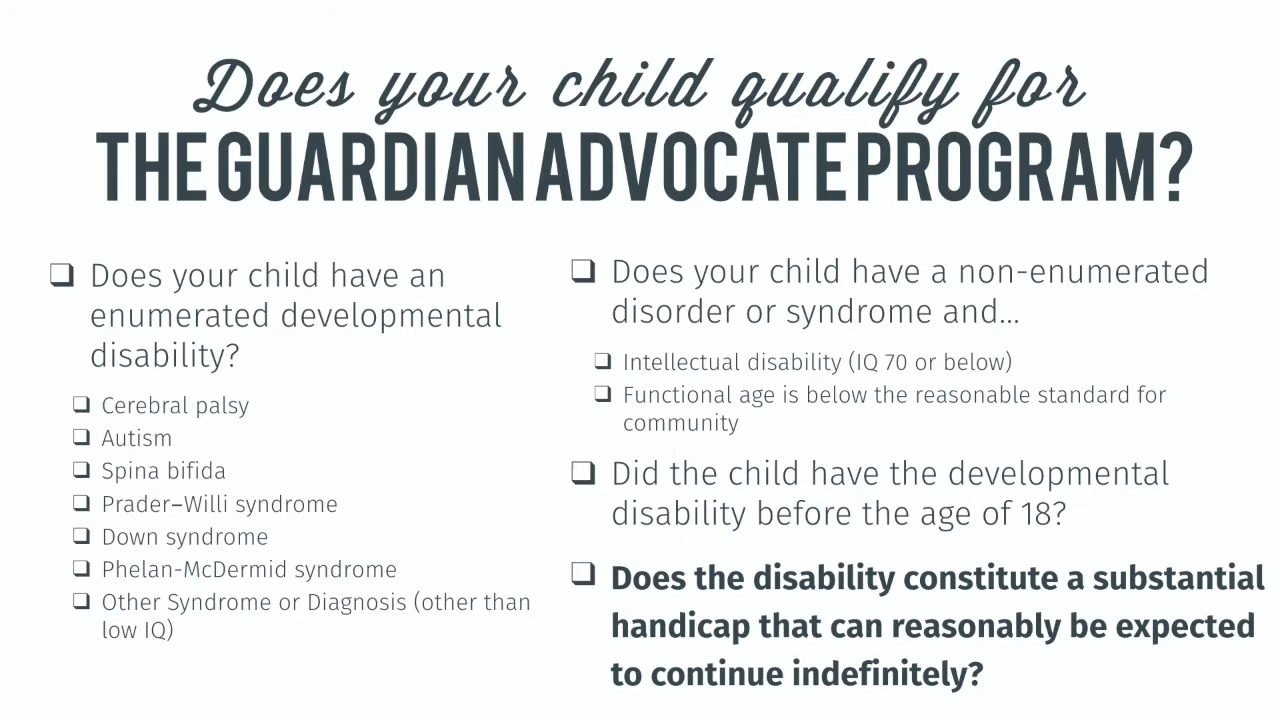 Does your child qualify for
THE GUARDIAN ADVOCATE PROGRAM?
❑ Does your child have an
enumerated developmental
disability?
❑ Cerebral palsy
❑ Autism
❑ Spina bifida
❑ Prader–Willi syndrome
❑ Down syndrome
❑ Phelan-McDermid syndrome
❑ Other Syndrome or Diagnosis (other than
low IQ)
❑ Does your child have a non-enumerated
disorder or syndrome and...
❑ Intellectual disability (IQ 70 or below)
❑ Functional age is below the reasonable standard for
community
❑ Did the child have the developmental
disability before the age of 18?
❑ Does the disability constitute a substantial
handicap that can reasonably be expected
to continue indefinitely?